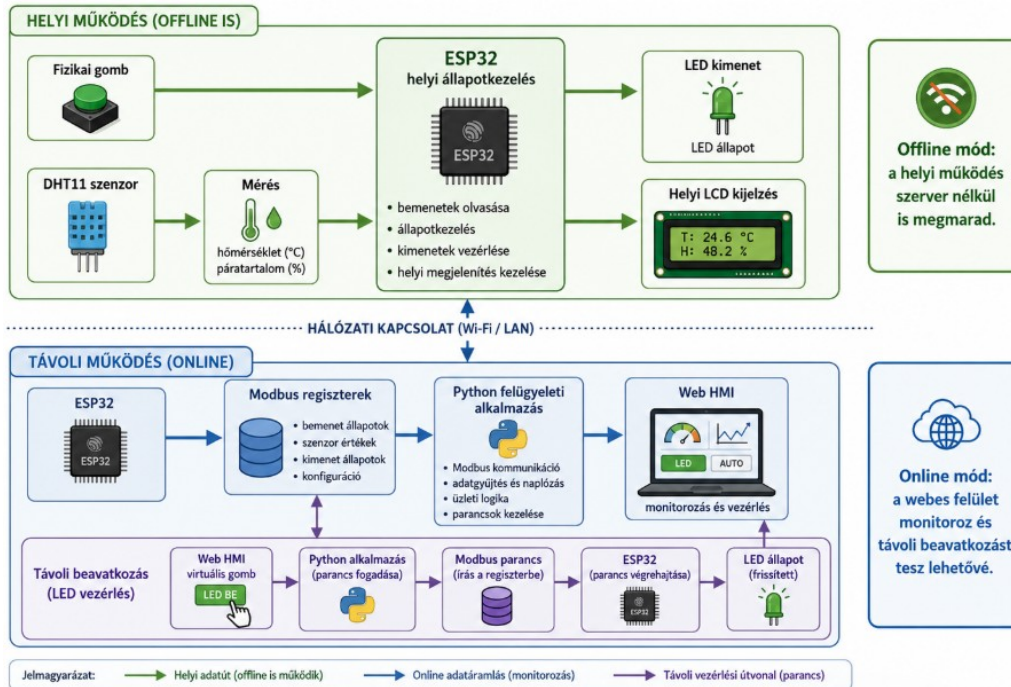 HELYI MŰKÖDÉS (OFFLINE IS)
Fizikai gomb
ESP32
helyi állapotkezelés
ESP32
• bemenetek olvasása
• állapotkezelés
• kimenetek vezérlése
• helyi megjelenítés kezelése
LED kimenet
LED állapot
DHT11 szenzor
Mérés
hőmérséklet (°C)
páratartalom (%)
Helyi LCD kijelzés
T: 24.6 °C
H: 48.2 %
Offline mód:
a helyi működés
szerver nélkül
is megmarad.
HÁLÓZATI KAPCSOLAT (Wi-Fi / LAN)
TÁVOLI MŰKÖDÉS (ONLINE)
ESP32
ESP32
Modbus regiszterek
• bemenet állapotok
• szenzor értékek
• kimenet állapotok
• konfiguráció
Python felügyeleti
alkalmazás
• Modbus kommunikáció
• adatgyűjtés és naplózás
• üzleti logika
• parancsok kezelése
Web HMI
LED
AUTO
monitorozás és vezérlés
Online mód:
a webes felület
monitoroz és
távoli beavatkozást
tesz lehetővé.
Távoli beavatkozás
(LED vezérlés)
Web HMI
virtuális gomb
LED BE
Python alkalmazás
(parancs fogadása)
Modbus parancs
(írás a regiszterbe)
ESP32
(parancs végrehajtása)
ESP32
LED állapot
(frissített)
Jelmagyarázat:
Helyi adatút (offline is működik)
Online adatáramlás (monitorozás)
Távoli vezérlési útvonal (parancs)